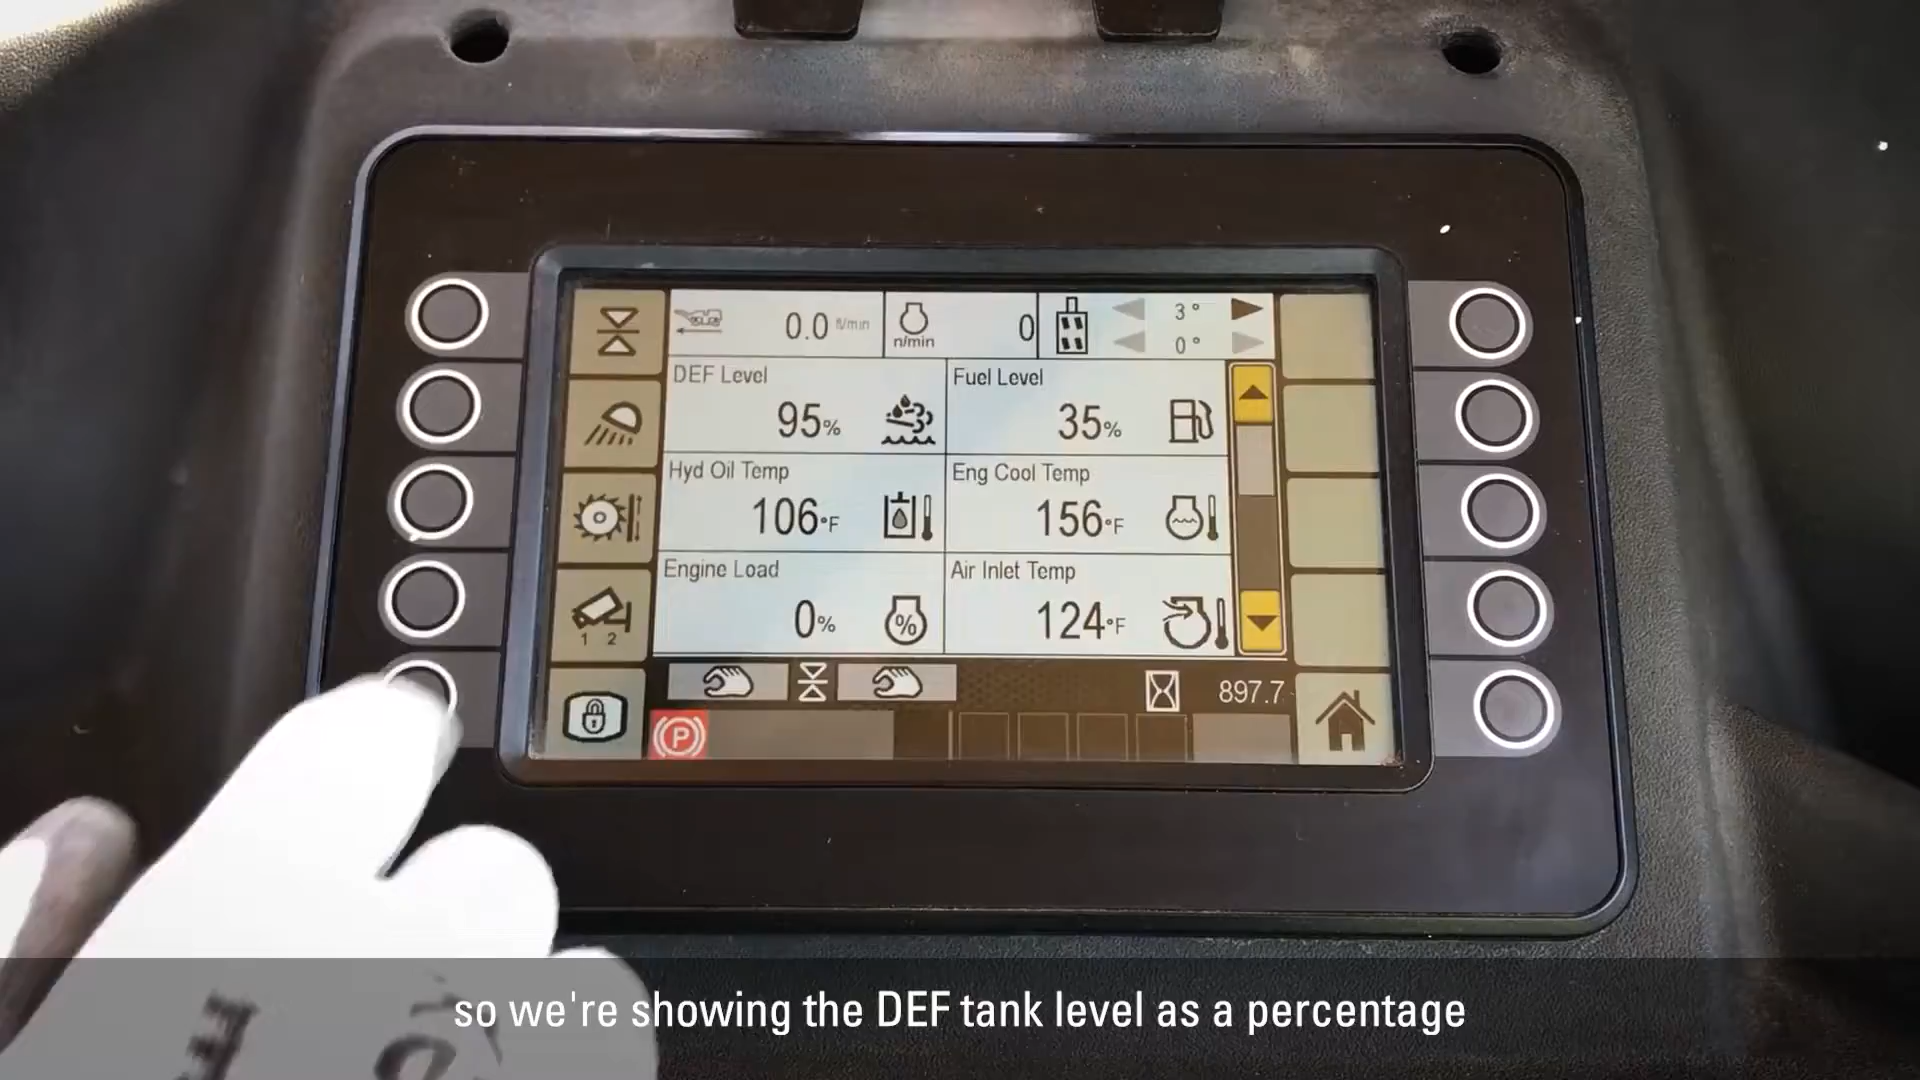 0.0 ft/min
n/min 0
3°
0°
DEF Level
95%
Fuel Level
35%
Hyd Oil Temp
106°F
Eng Cool Temp
156°F
Engine Load
0%
%
Air Inlet Temp
124°F
1 2
897.7
P
so we're showing the DEF tank level as a percentage